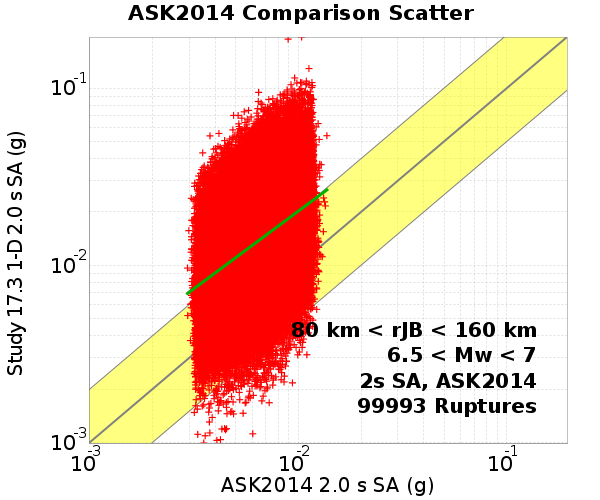 ASK2014 Comparison Scatter
Study 17.3 1-D 2.0 s SA (g)
10-1
10-2
10-3
80 km < rJB < 160 km
6.5 < Mw < 7
2s SA, ASK2014
99993 Ruptures
10-3 10-2 10-1
ASK2014 2.0 s SA (g)